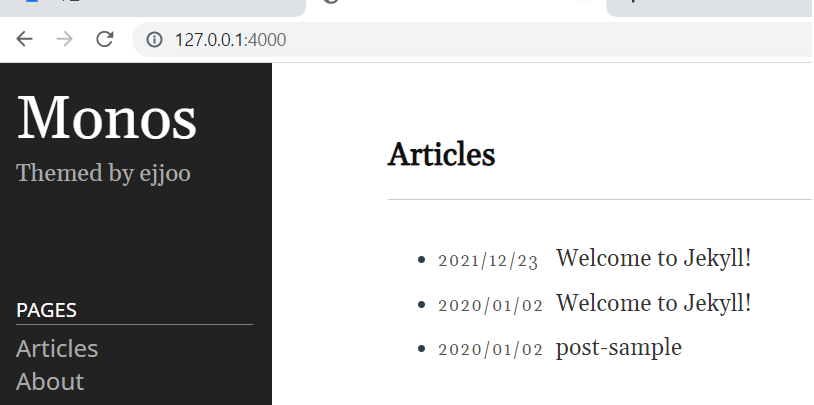 127.0.0.1:4000
Monos
Themed by ejjoo
PAGES
Articles
About
Articles
2021/12/23 Welcome to Jekyll!
2020/01/02 Welcome to Jekyll!
2020/01/02 post-sample